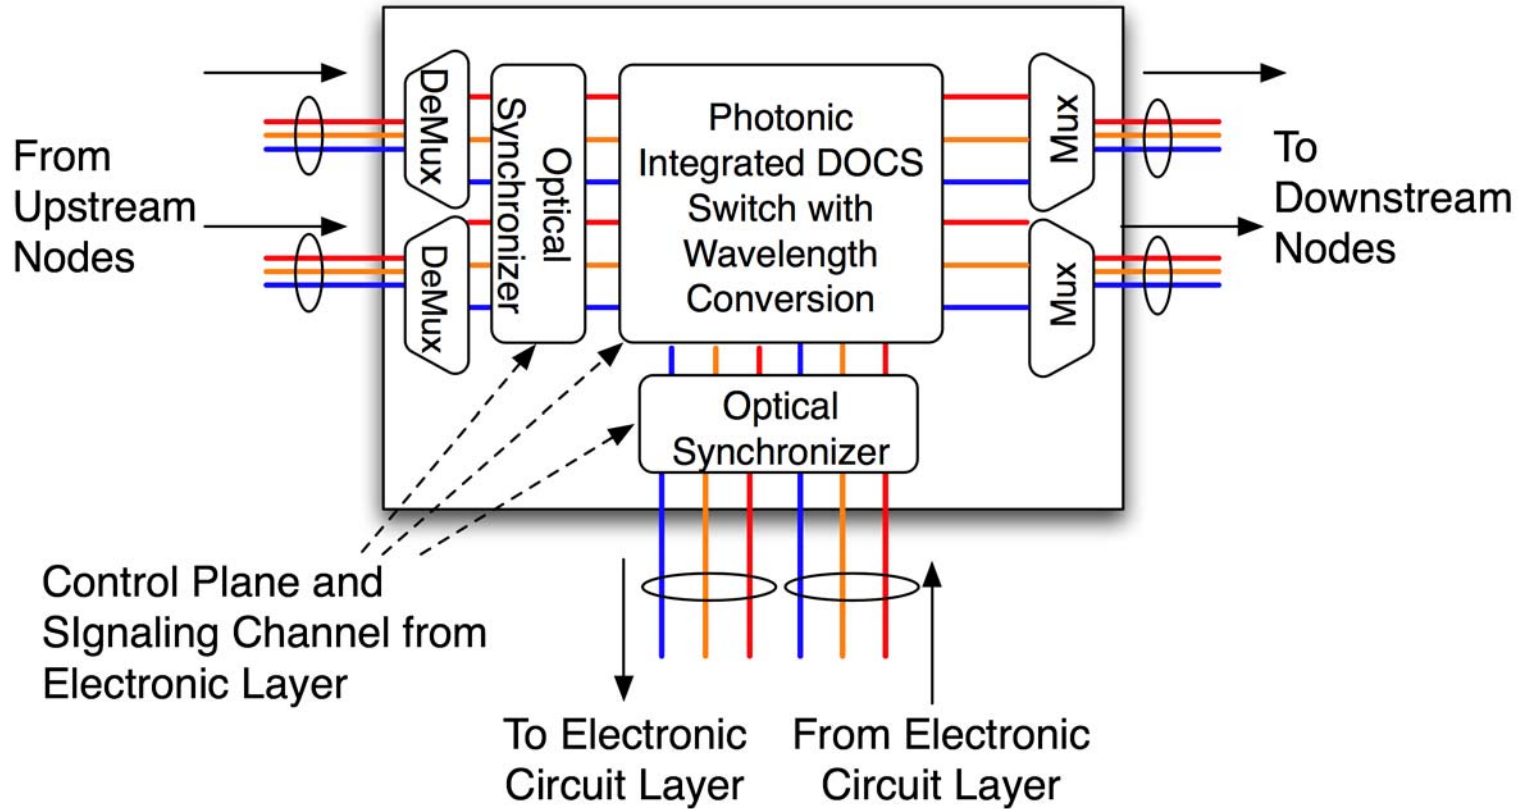 From
Upstream
Nodes
DeMux
DeMux
Optical
Synchronizer
Photonic
Integrated DOCS
Switch with
Wavelength
Conversion
Mux
Mux
To
Downstream
Nodes
Optical
Synchronizer
Control Plane and
SIgnaling Channel from
Electronic Layer
To Electronic
Circuit Layer
From Electronic
Circuit Layer